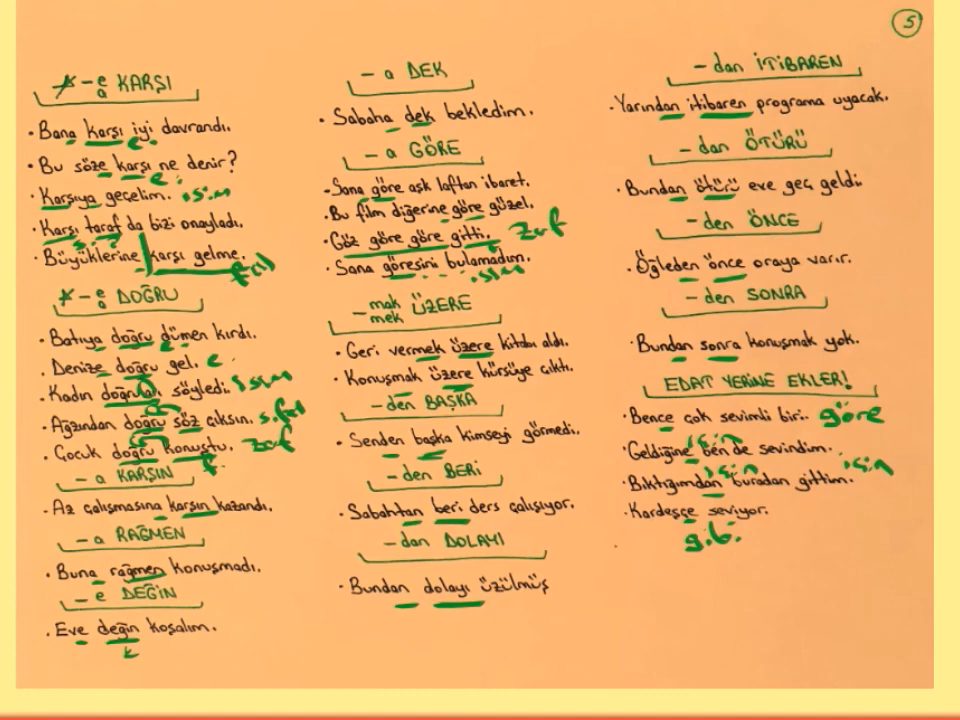 5
-e a KARŞI
• Bana karşı iyi davrandı.
e
• Bu söze karşı ne denir?
e
• Karşıya geçelim. isim
• Karşı taraf da bizi onayladı.
• Büyüklerine karşı gelme.
fiil
-e a DOĞRU
• Batıya doğru dümen kırdı.
e
• Denize doğru gel. e
• Kadın doğruları söyledi. isim
• Ağzından doğru söz çıksın. s.fat
• Çocuk doğru konuştu. zarf
f.
- a KARŞIN
• Az çalışmasına karşın kazandı.
- a RAĞMEN
• Buna rağmen konuşmadı.
- e DEĞİN
• Eve değin koşalım.
- a DEK
• Sabaha dek bekledim.
- a GÖRE
• Sana göre aşk laftan ibaret.
• Bu film diğerine göre güzel.
• Göz göre göre gitti. zarf
• Sana göresini bulamadım.
isim
- mak mek ÜZERE
• Geri vermek üzere kitabı aldı.
• Konuşmak üzere kürsüye çıktı.
- den BAŞKA
• Senden başka kimseyi görmedi.
- den BERİ
• Sabahtan beri ders çalışıyor.
- dan DOLAYI
• Bundan dolayı üzülmüş
- dan İTİBAREN
• Yarından itibaren programa uyacak.
- dan ÖTÜRÜ
• Bundan ötürü eve geç geldi.
- den ÖNCE
• Öğleden önce oraya varır.
- den SONRA
• Bundan sonra konuşmak yok.
EDAT YERİNE EKLER!
• Bence çok sevimli biri. göre
için
• Geldiğine ben de sevindim.
için
• Bıktığımdan buradan gittim. için
• Kardeşçe seviyor.
gibi